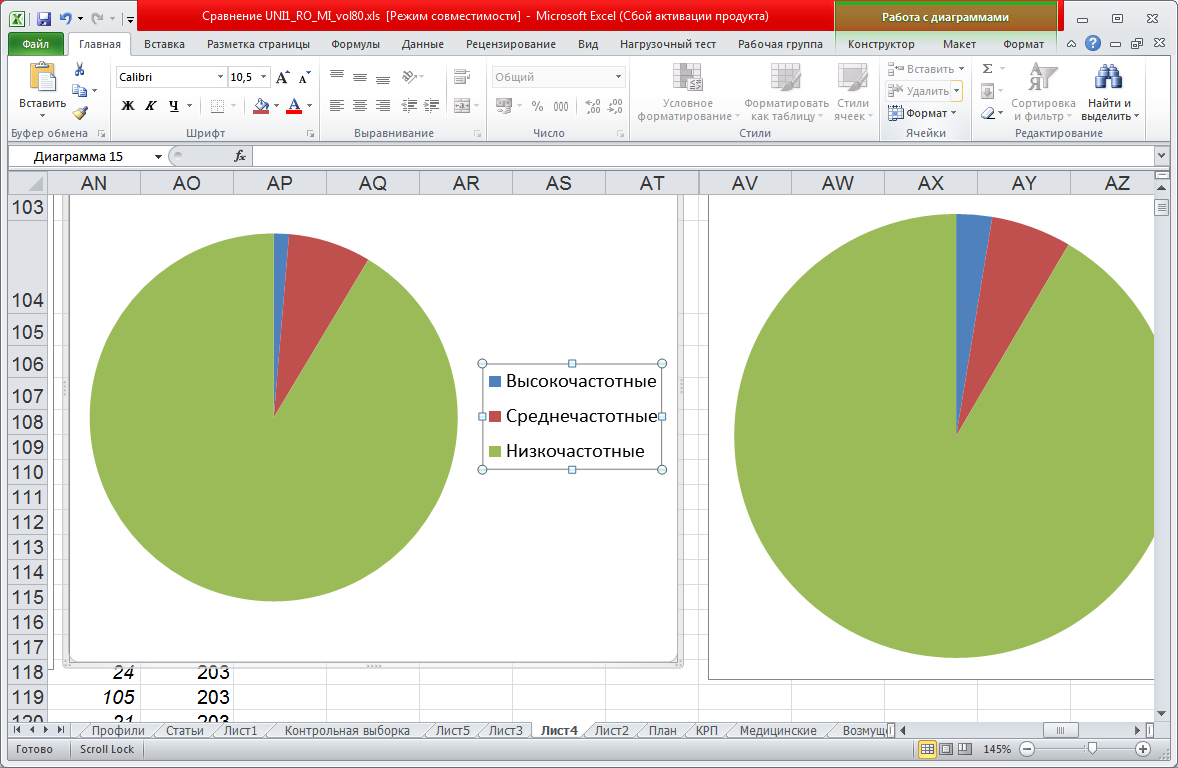 Сравнение UNI1_RO_MI_vol80.xls [Режим совместимости] - Microsoft Excel (Сбой активации продукта)
Работа с диаграммами
Файл Главная Вставка Разметка страницы Формулы Данные Рецензирование Вид Нагрузочный тест Рабочая группа Конструктор Макет Формат
Calibri 10,5 Общий
Вставить
Ж К Ч А % 000
Условное форматирование
Форматировать как таблицу
Стили ячеек
Вставить
Удалить
Формат
Σ
Сортировка и фильтр
Найти и выделить
Буфер обмена Шрифт Выравнивание Число Стили Ячейки Редактирование
Диаграмма 15 fx
AN AO AP AQ AR AS AT AV AW AX AY AZ
103
104
105
106
107
108
109
110
111
112
113
114
115
116
117
Высокочастотные
Среднечастотные
Низкочастотные
118 24 203
119 105 203
120 21 203
Профили Статьи Лист1 Контрольная выборка Лист5 Лист3 Лист4 Лист2 План КРП Медицинские
Готово Scroll Lock 145%